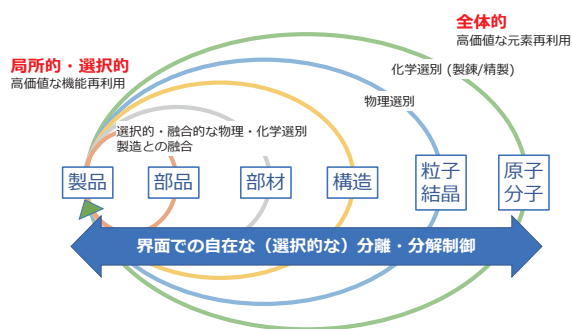 全体的
高価値な元素再利用
局所的・選択的
高価値な機能再利用
化学選別 (製錬/精製)
物理選別
選択的・融合的な物理・化学選別
製造との融合
製品
部品
部材
構造
粒子
結晶
原子
分子
界面での自在な（選択的な）分離・分解制御